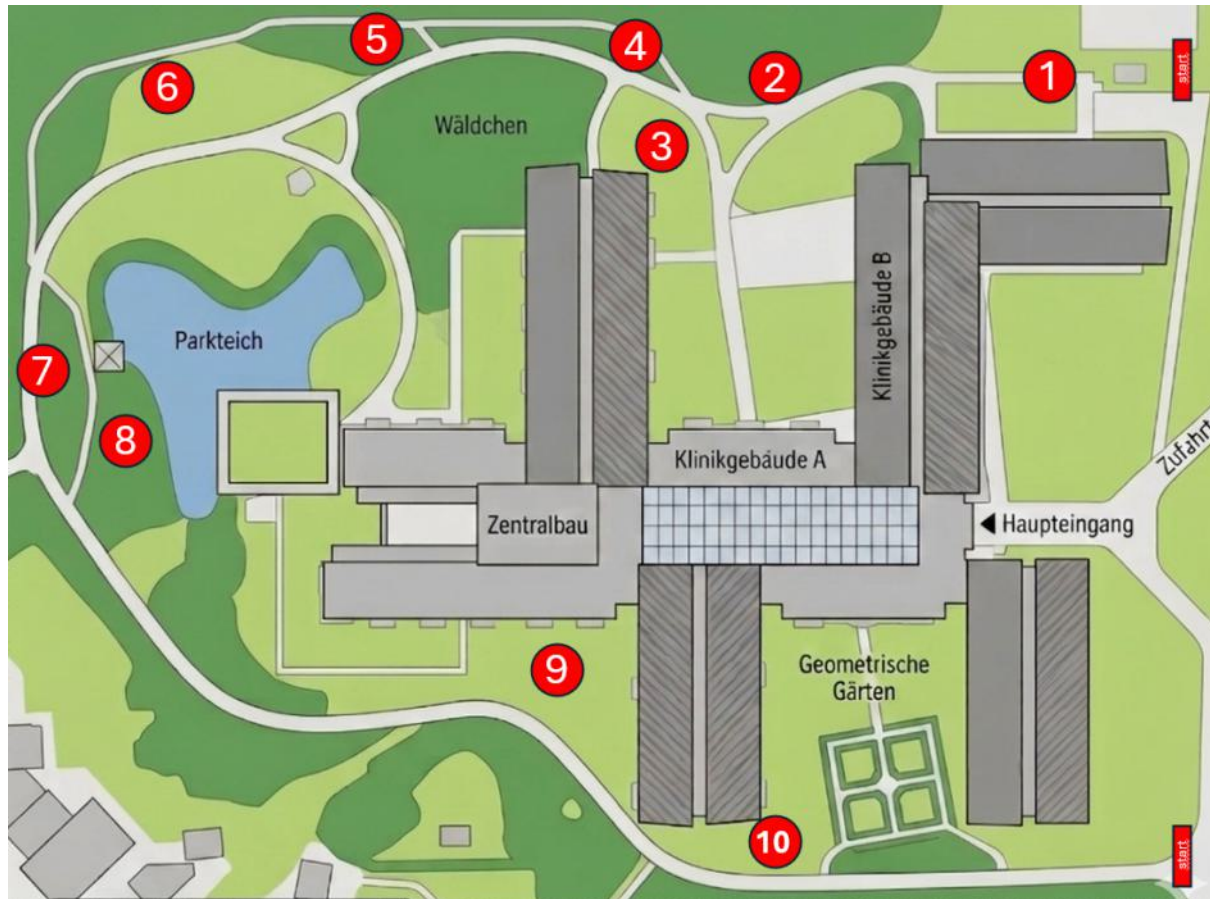 5
4
1
start
6
2
Wäldchen
3
Parkteich
Klinikgebäude B
7
8
Klinikgebäude A
Zufahrt
Zentralbau
Haupteingang
9
Geometrische
Gärten
10
start